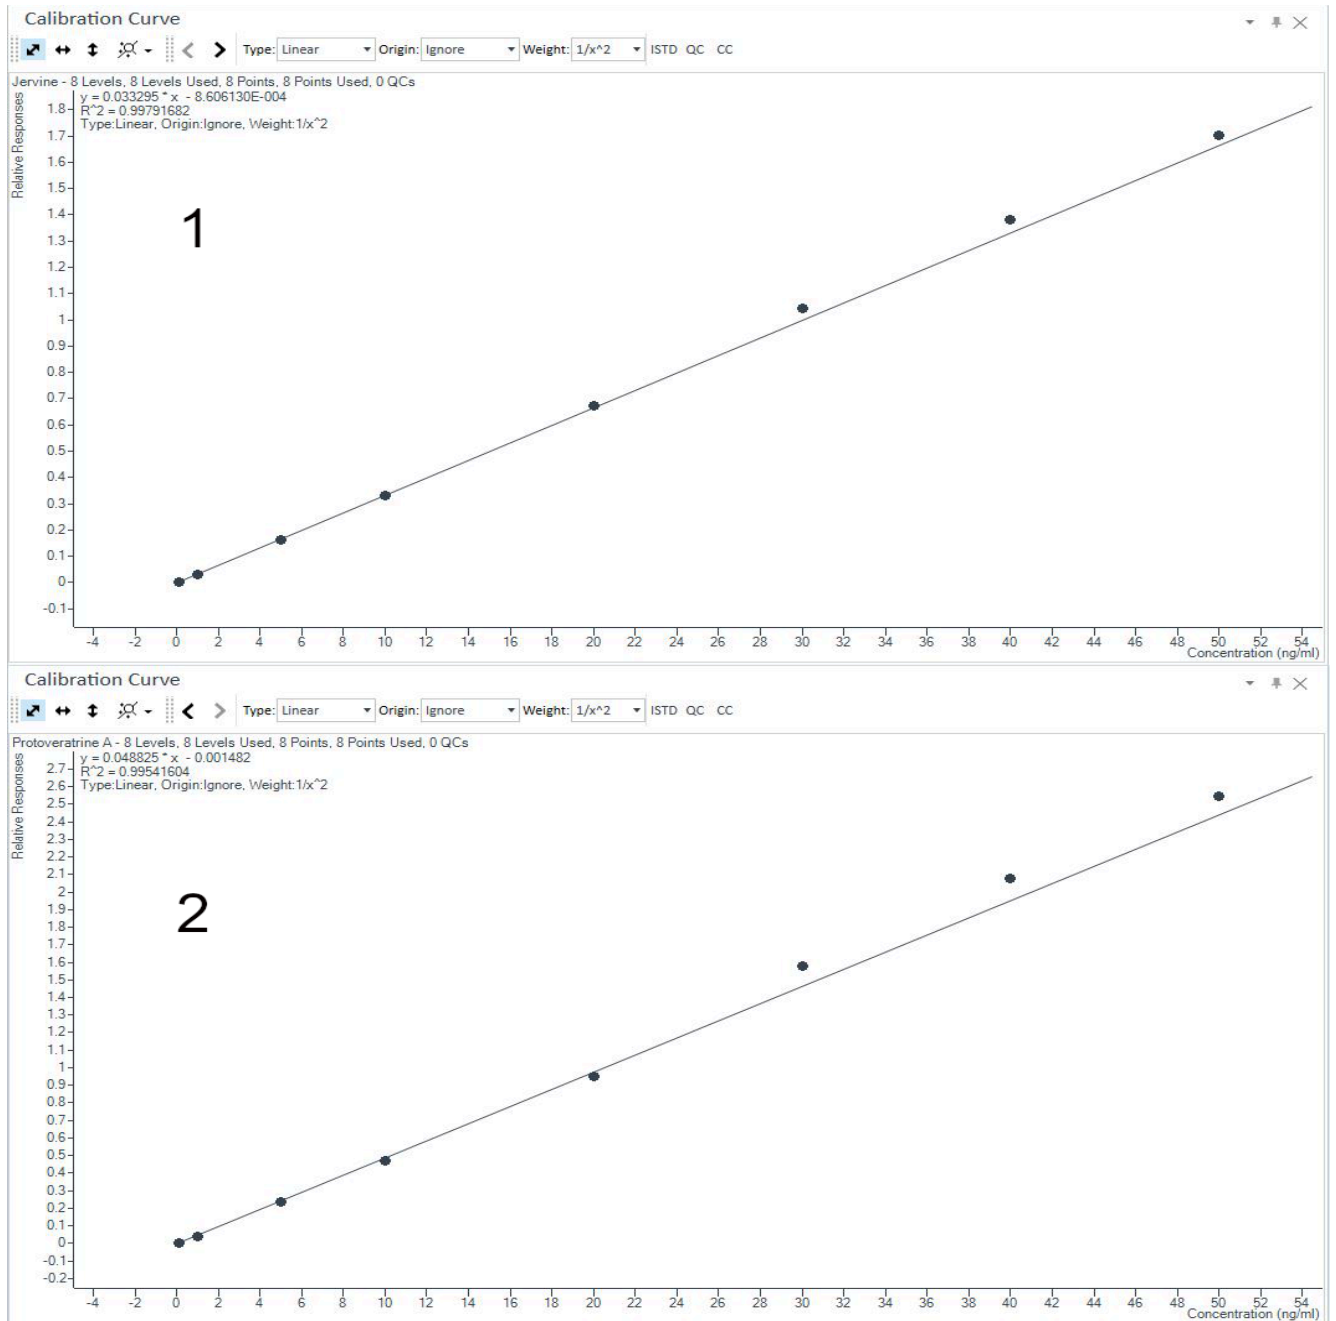 Calibration Curve
Type: Linear Origin: Ignore Weight: 1/x^2 ISTD QC CC
Jervine - 8 Levels, 8 Levels Used, 8 Points, 8 Points Used, 0 QCs
y = 0.033295 * x - 8.606130E-004
R^2 = 0.99791682
Type:Linear, Origin:Ignore, Weight:1/x^2
Relative Responses
1.8
1.7
1.6
1.5
1.4
1.3
1.2
1.1
1
0.9
0.8
0.7
0.6
0.5
0.4
0.3
0.2
0.1
0
-0.1
1
-4 -2 0 2 4 6 8 10 12 14 16 18 20 22 24 26 28 30 32 34 36 38 40 42 44 46 48 50 52 54
Concentration (ng/ml)
Calibration Curve
Type: Linear Origin: Ignore Weight: 1/x^2 ISTD QC CC
Protoveratrine A - 8 Levels, 8 Levels Used, 8 Points, 8 Points Used, 0 QCs
y = 0.048825 * x - 0.001482
R^2 = 0.99541604
Type:Linear, Origin:Ignore, Weight:1/x^2
Relative Responses
2.7
2.6
2.5
2.4
2.3
2.2
2.1
2
1.9
1.8
1.7
1.6
1.5
1.4
1.3
1.2
1.1
1
0.9
0.8
0.7
0.6
0.5
0.4
0.3
0.2
0.1
0
-0.1
-0.2
2
-4 -2 0 2 4 6 8 10 12 14 16 18 20 22 24 26 28 30 32 34 36 38 40 42 44 46 48 50 52 54
Concentration (ng/ml)